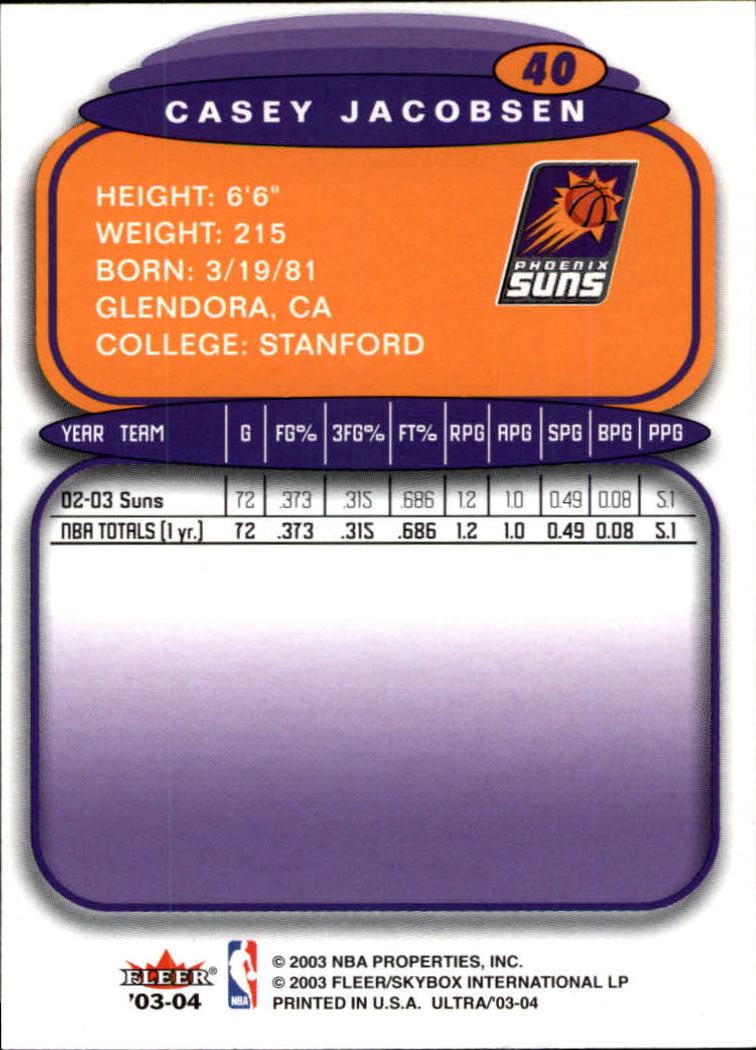 40
CASEY JACOBSEN
HEIGHT: 6'6"
WEIGHT: 215
BORN: 3/19/81
GLENDORA, CA
COLLEGE: STANFORD
PHOENIX
SUNS
YEAR TEAM G FG% 3FG% FT% RPG APG SPG BPG PPG
02-03 Suns 72 .373 .315 .686 1.2 1.0 0.49 0.08 5.1
NBA TOTALS (1 yr.) 72 .373 .315 .686 1.2 1.0 0.49 0.08 5.1
FLEER®
'03-04
NBA
© 2003 NBA PROPERTIES, INC.
© 2003 FLEER/SKYBOX INTERNATIONAL LP
PRINTED IN U.S.A. ULTRA/'03-04